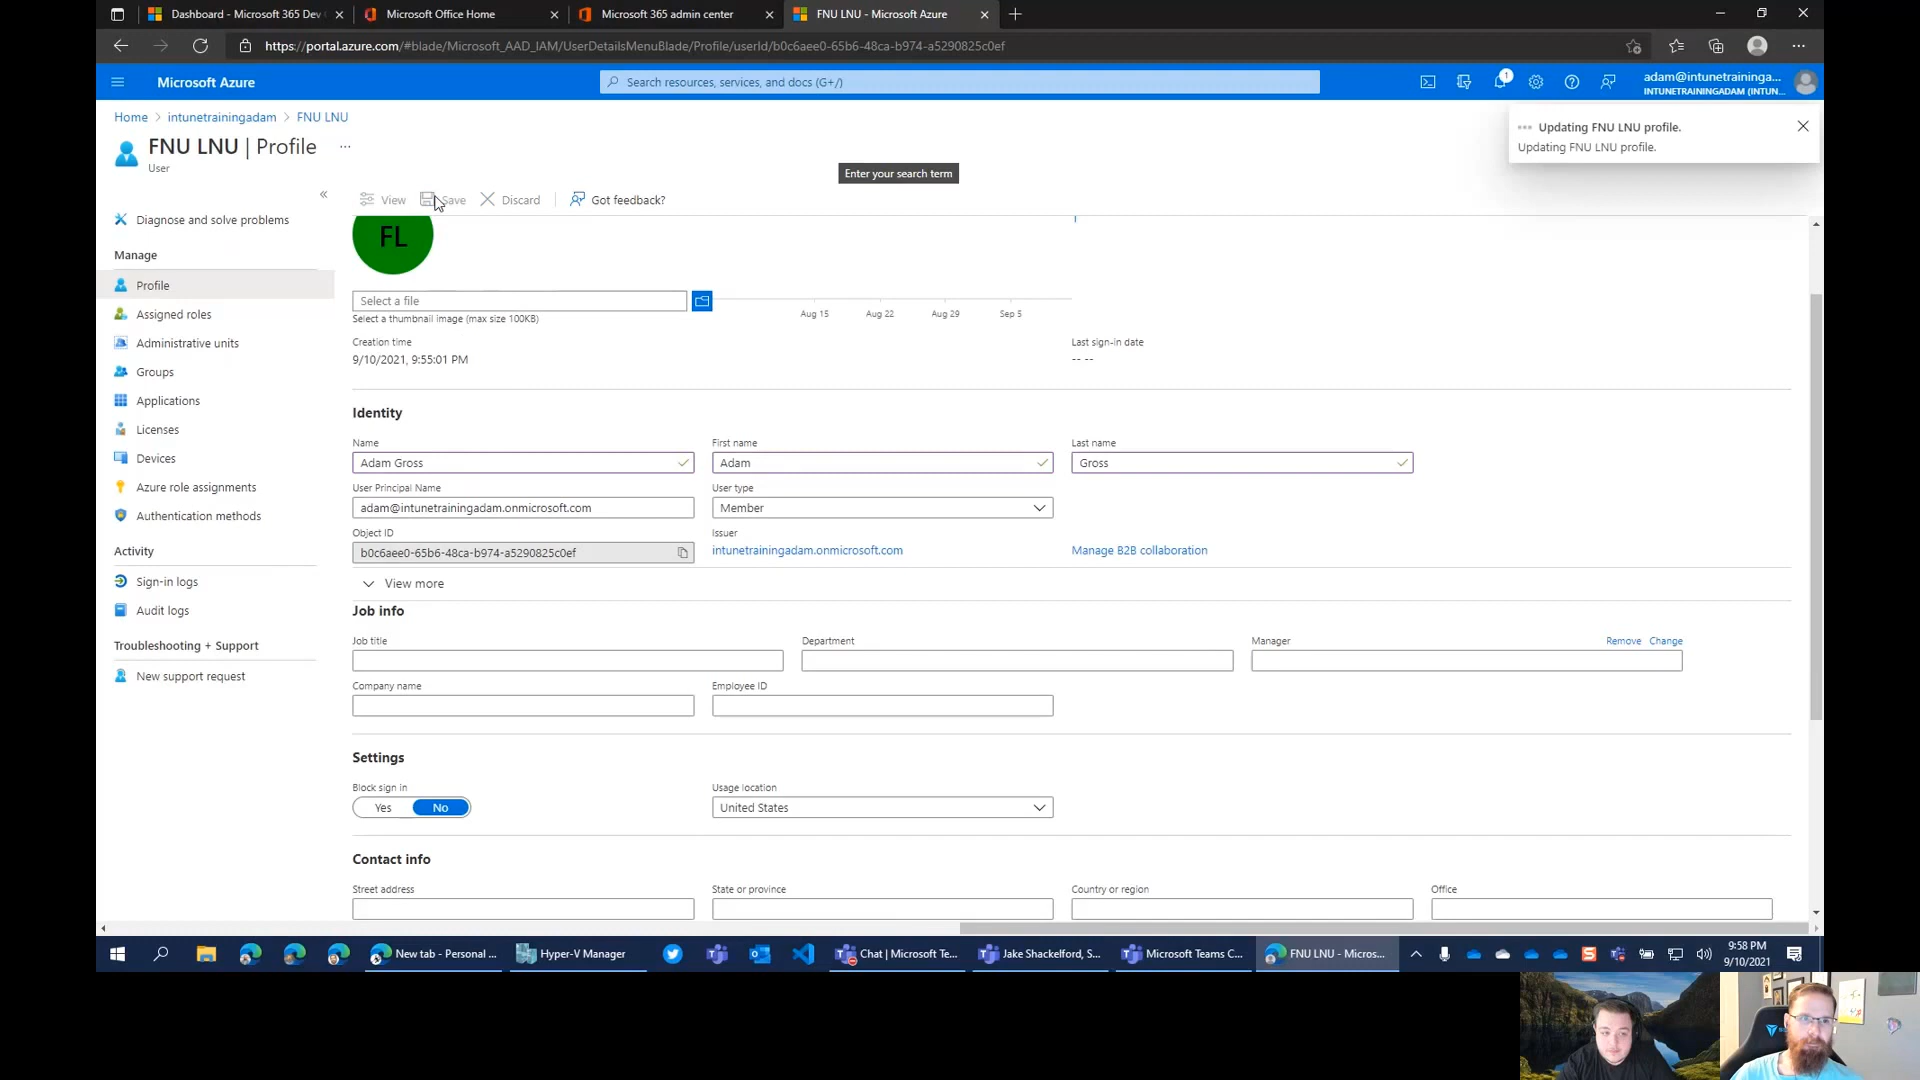 Dashboard - Microsoft 365 Dev
Microsoft Office Home
Microsoft 365 admin center
FNU LNU - Microsoft Azure
https://portal.azure.com/#blade/Microsoft_AAD_IAM/UserDetailsMenuBlade/Profile/userId/b0c6aee0-65b6-48ca-b974-a5290825c0ef
Microsoft Azure
Search resources, services, and docs (G+/)
1
adam@intunetraininga...
INTUNETRAININGADAM (INTUN...
Home > intunetrainingadam > FNU LNU
FNU LNU | Profile ...
User
Updating FNU LNU profile.
Updating FNU LNU profile.
Enter your search term
View
Save
Discard
Got feedback?
Diagnose and solve problems
Manage
Profile
Assigned roles
Administrative units
Groups
Applications
Licenses
Devices
Azure role assignments
Authentication methods
Activity
Sign-in logs
Audit logs
Troubleshooting + Support
New support request
FL
Select a file
Select a thumbnail image (max size 100KB)
Aug 15
Aug 22
Aug 29
Sep 5
Creation time
9/10/2021, 9:55:01 PM
Last sign-in date
-- --
Identity
Name
Adam Gross
First name
Adam
Last name
Gross
User Principal Name
adam@intunetrainingadam.onmicrosoft.com
User type
Member
Object ID
b0c6aee0-65b6-48ca-b974-a5290825c0ef
Issuer
intunetrainingadam.onmicrosoft.com
Manage B2B collaboration
View more
Job info
Job title
Department
Manager
Remove
Change
Company name
Employee ID
Settings
Block sign in
Yes
No
Usage location
United States
Contact info
Street address
State or province
Country or region
Office
New tab - Personal ...
Hyper-V Manager
Chat | Microsoft Te...
Jake Shackelford, S...
Microsoft Teams C...
FNU LNU - Micros...
9:58 PM
9/10/2021